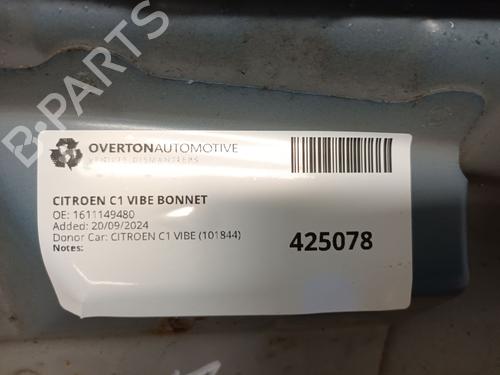 B-PARTS
OVERTONAUTOMOTIVE
VEHICLE DISMANTLERS
CITROEN C1 VIBE BONNET
OE: 1611149480
Added: 20/09/2024
Donor Car: CITROEN C1 VIBE (101844)
Notes:
425078